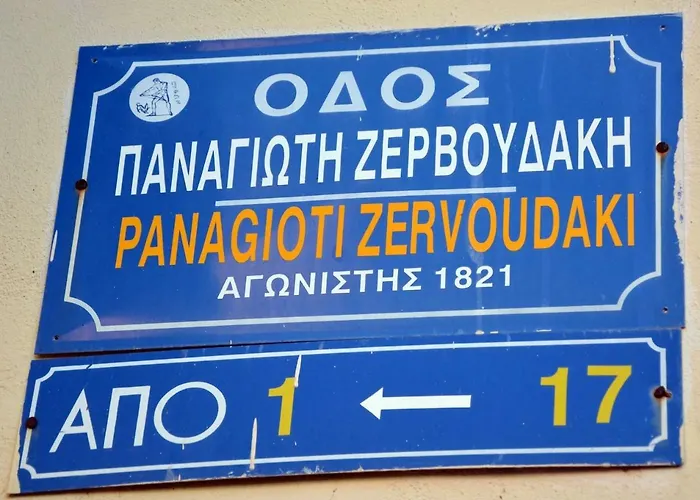 ΟΔΟΣ
ΠΑΝΑΓΙΩΤΗ ΖΕΡΒΟΥΔΑΚΗ
PANAGIOTI ZERVOUDAKI
ΑΓΩΝΙΣΤΗΣ 1821
ΑΠΟ 1 ← 17